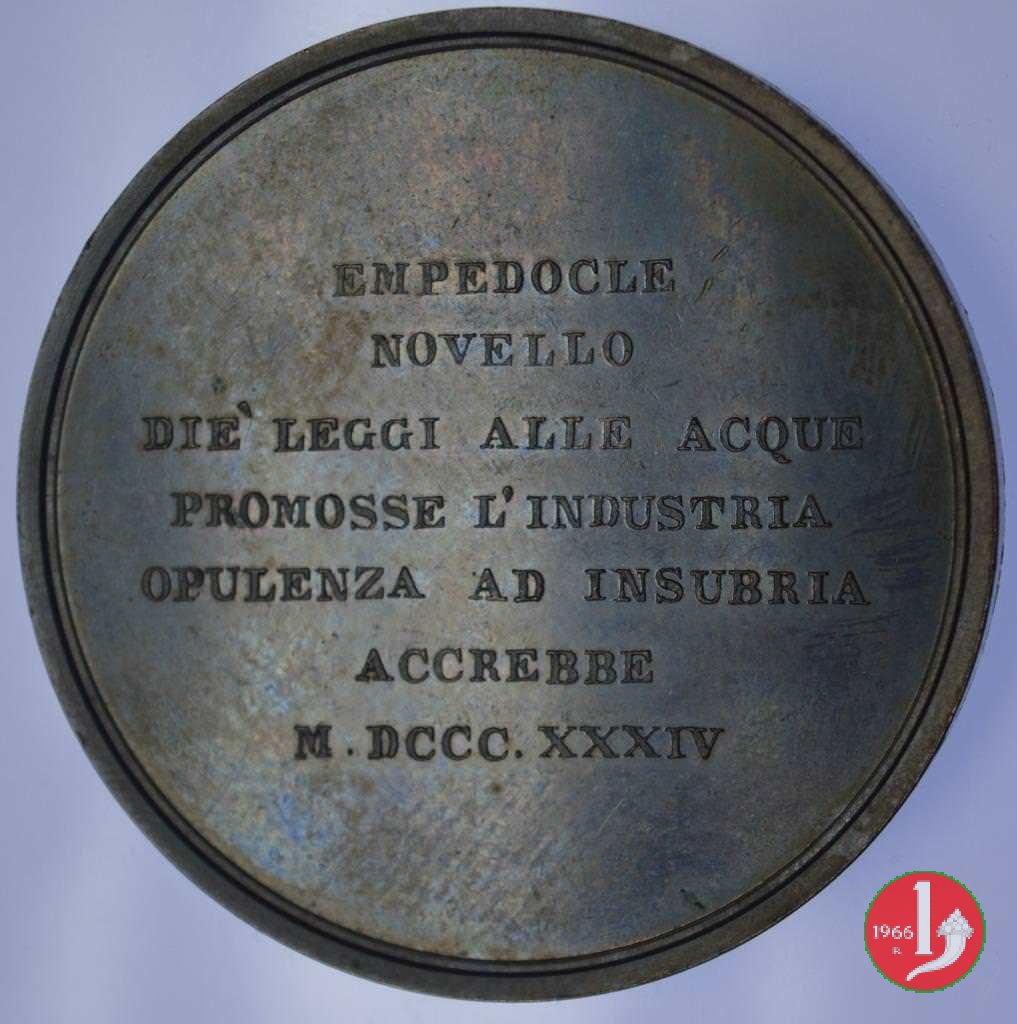 EMPEDOCLE
NOVELLO
DIE' LEGGI ALLE ACQUE
PROMOSSE L'INDUSTRIA
OPULENZA AD INSUBRIA
ACCREBBE
M.DCCC.XXXIV
1966
R.